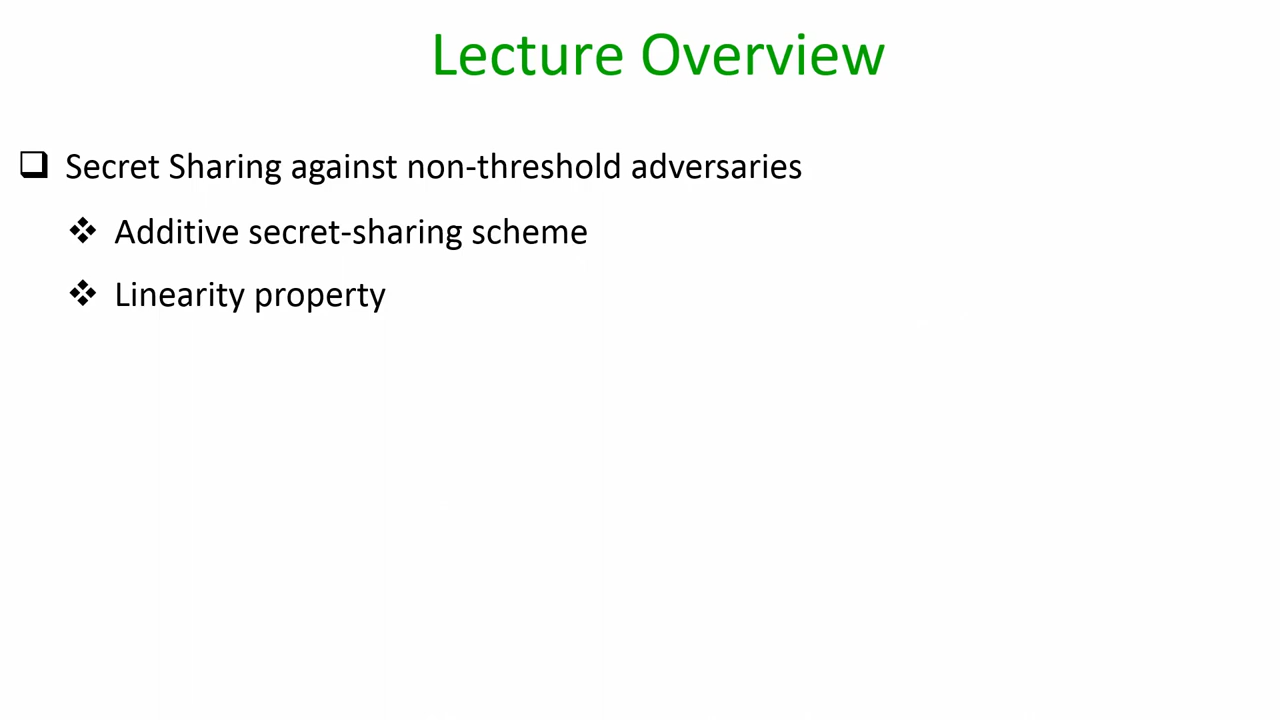 Lecture Overview
❑ Secret Sharing against non-threshold adversaries
❖ Additive secret-sharing scheme
❖ Linearity property